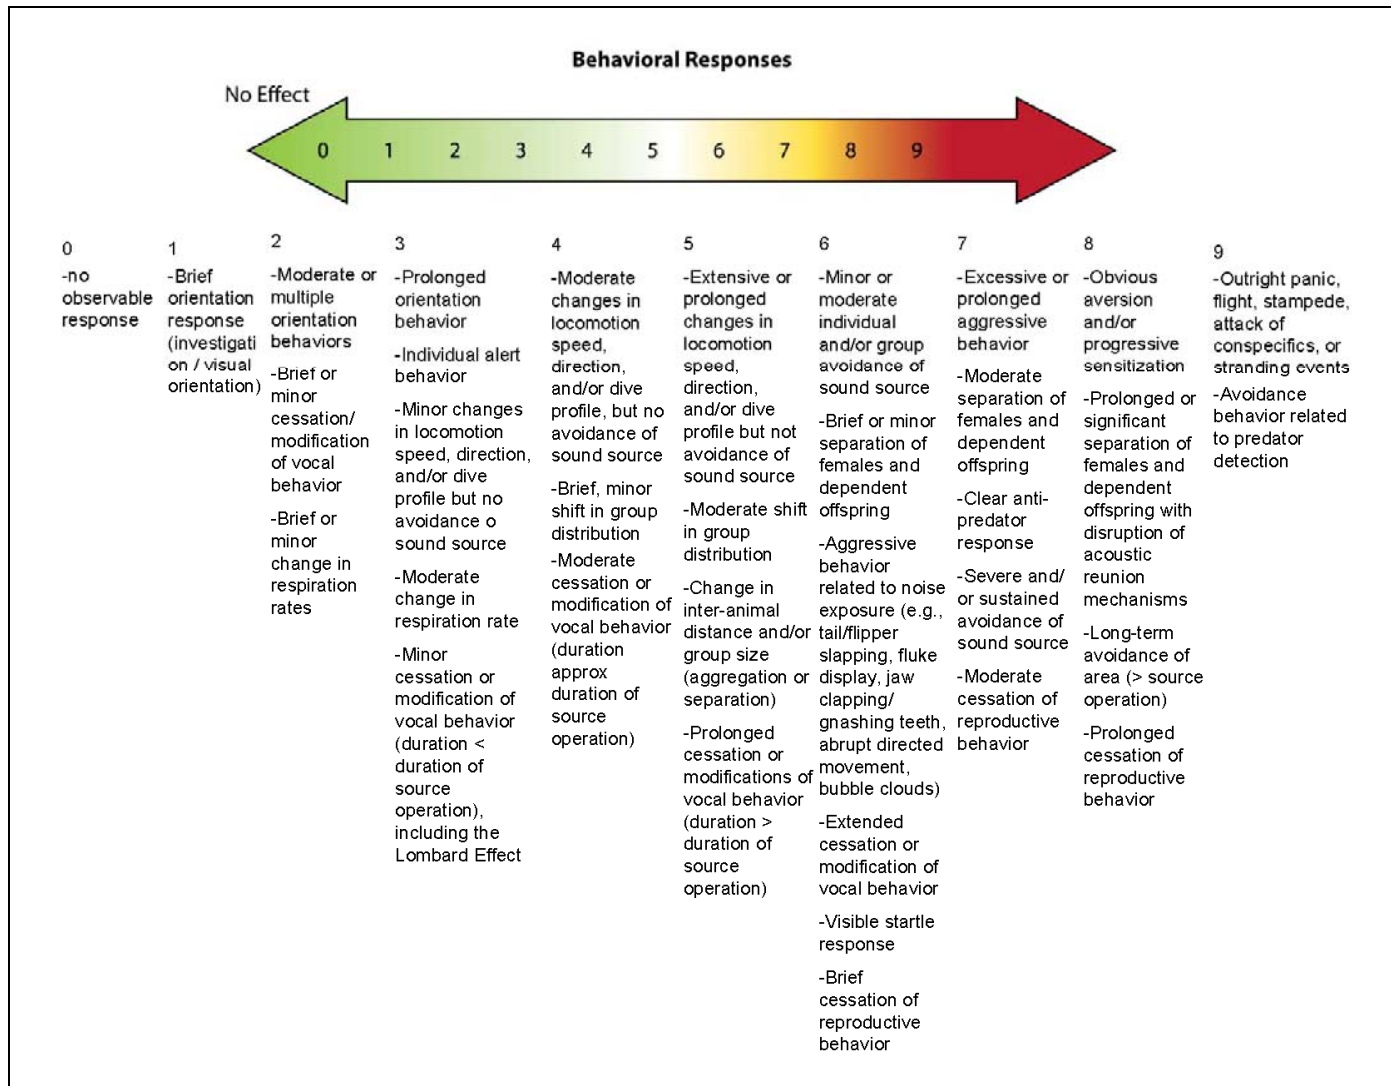 Behavioral Responses
No Effect
0 1 2 3 4 5 6 7 8 9
0
-no
observable
response
1
-Brief
orientation
response
(investigati
on / visual
orientation)
2
-Moderate or
multiple
orientation
behaviors
-Brief or
minor
cessation/
modification
of vocal
behavior
-Brief or
minor
change in
respiration
rates
3
-Prolonged
orientation
behavior
-Individual alert
behavior
-Minor changes
in locomotion
speed, direction,
and/or dive
profile but no
avoidance o
sound source
-Moderate
change in
respiration rate
-Minor
cessation or
modification of
vocal behavior
(duration <
duration of
source
operation),
including the
Lombard Effect
4
-Moderate
changes in
locomotion
speed,
direction,
and/or dive
profile, but no
avoidance of
sound source
-Brief, minor
shift in group
distribution
-Moderate
cessation or
modification of
vocal behavior
(duration
approx
duration of
source
operation)
5
-Extensive or
prolonged
changes in
locomotion
speed,
direction,
and/or dive
profile but not
avoidance of
sound source
-Moderate shift
in group
distribution
-Change in
inter-animal
distance and/or
group size
(aggregation or
separation)
-Prolonged
cessation or
modifications of
vocal behavior
(duration >
duration of
source
operation)
6
-Minor or
moderate
individual
and/or group
avoidance of
sound source
-Brief or minor
separation of
females and
dependent
offspring
-Aggressive
behavior
related to noise
exposure (e.g.,
tail/flipper
slapping, fluke
display, jaw
clapping/
gnashing teeth,
abrupt directed
movement,
bubble clouds)
-Extended
cessation or
modification of
vocal behavior
-Visible startle
response
-Brief
cessation of
reproductive
behavior
7
-Excessive or
prolonged
aggressive
behavior
-Moderate
separation of
females and
dependent
offspring
-Clear anti-
predator
response
-Severe and/
or sustained
avoidance of
sound source
-Moderate
cessation of
reproductive
behavior
8
-Obvious
aversion
and/or
progressive
sensitization
-Prolonged or
significant
separation of
females and
dependent
offspring with
disruption of
acoustic
reunion
mechanisms
-Long-term
avoidance of
area (> source
operation)
-Prolonged
cessation of
reproductive
behavior
9
-Outright panic,
flight, stampede,
attack of
conspecifics, or
stranding events
-Avoidance
behavior related
to predator
detection